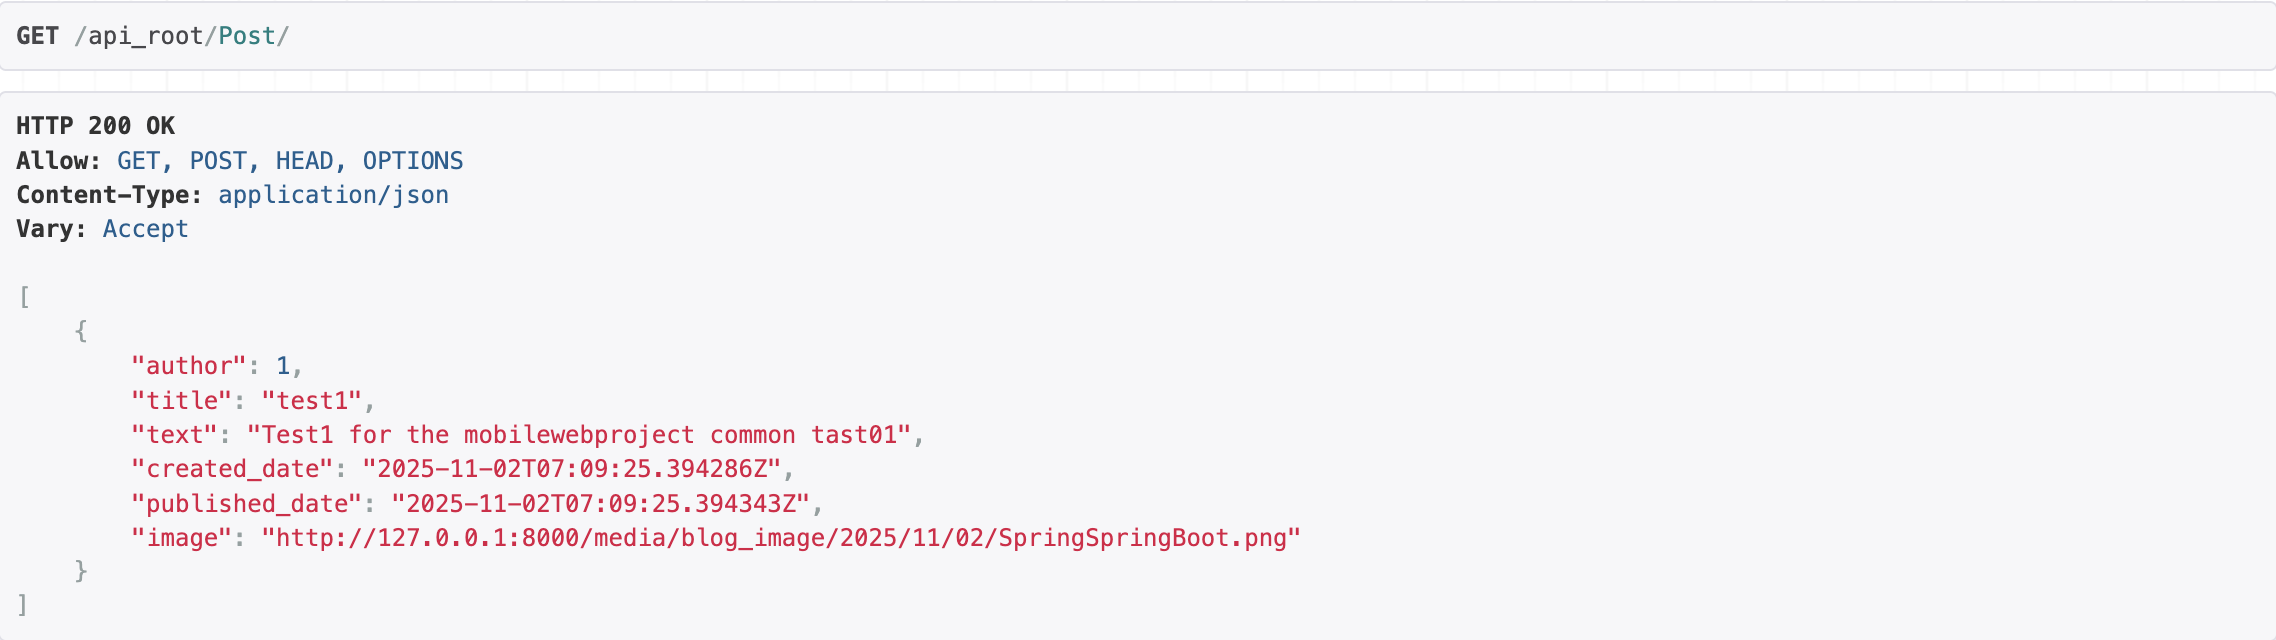 GET /api_root/Post/
HTTP 200 OK
Allow: GET, POST, HEAD, OPTIONS
Content-Type: application/json
Vary: Accept
[
    {
        "author": 1,
        "title": "test1",
        "text": "Test1 for the mobilewebproject common tast01",
        "created_date": "2025-11-02T07:09:25.394286Z",
        "published_date": "2025-11-02T07:09:25.394343Z",
        "image": "http://127.0.0.1:8000/media/blog_image/2025/11/02/SpringSpringBoot.png"
    }
]